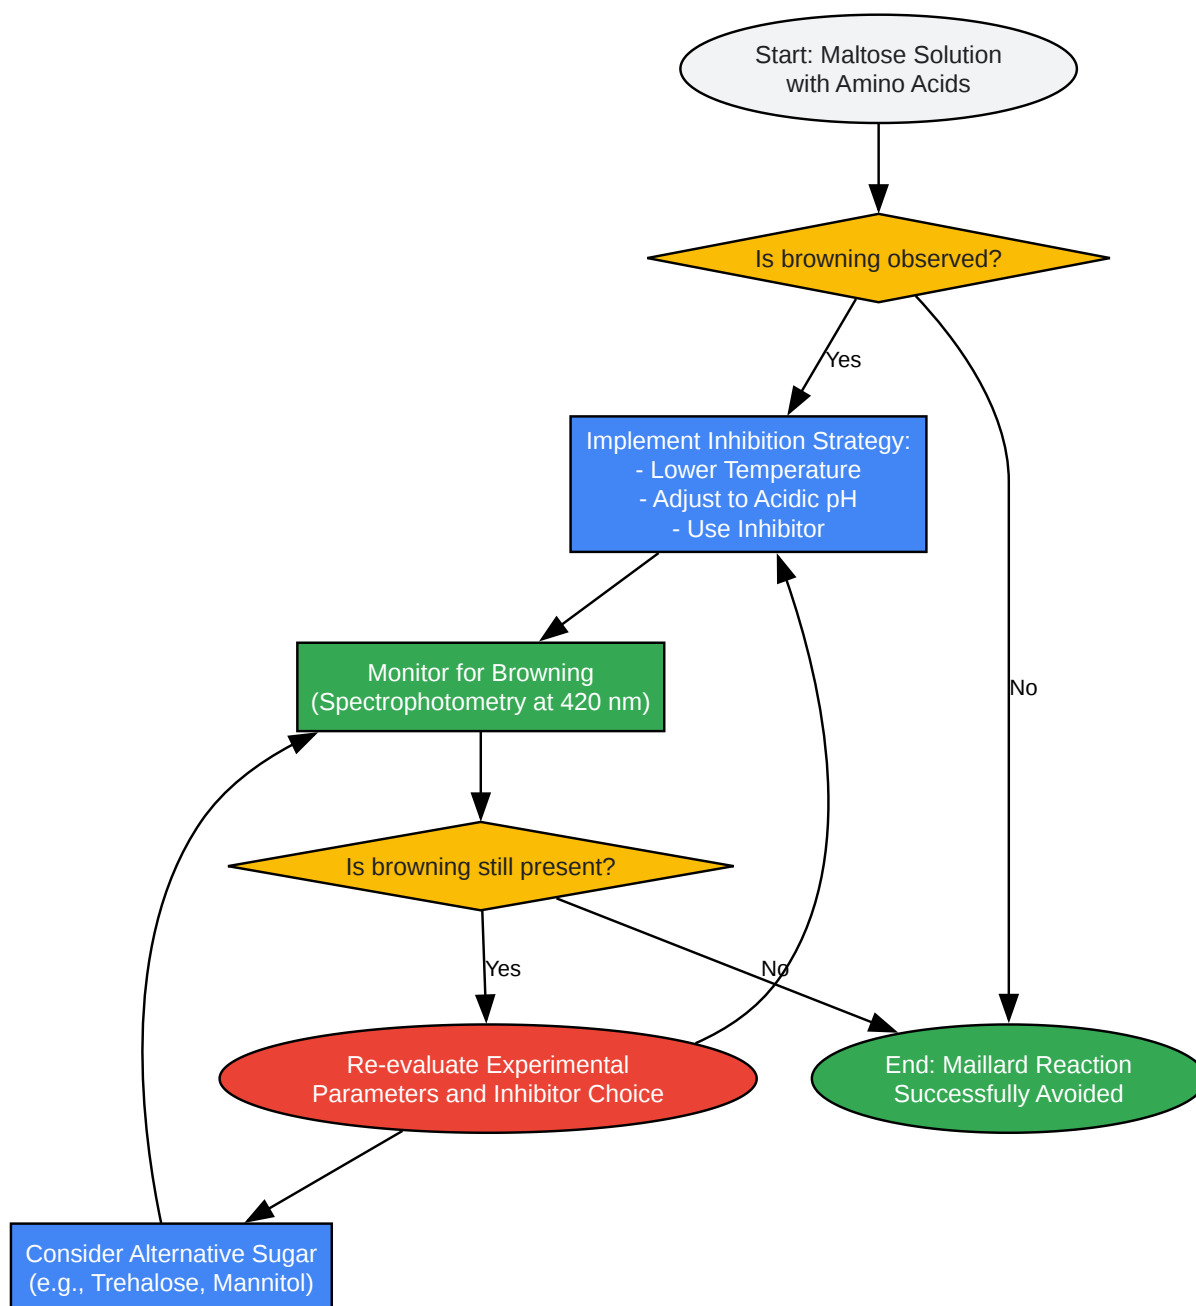 Start: Maltose Solution
with Amino Acids
Is browning observed?
Yes
Implement Inhibition Strategy:
- Lower Temperature
- Adjust to Acidic pH
- Use Inhibitor
Monitor for Browning
(Spectrophotometry at 420 nm)
No
Is browning still present?
Yes
No
Re-evaluate Experimental
Parameters and Inhibitor Choice
End: Maillard Reaction
Successfully Avoided
Consider Alternative Sugar
(e.g., Trehalose, Mannitol)